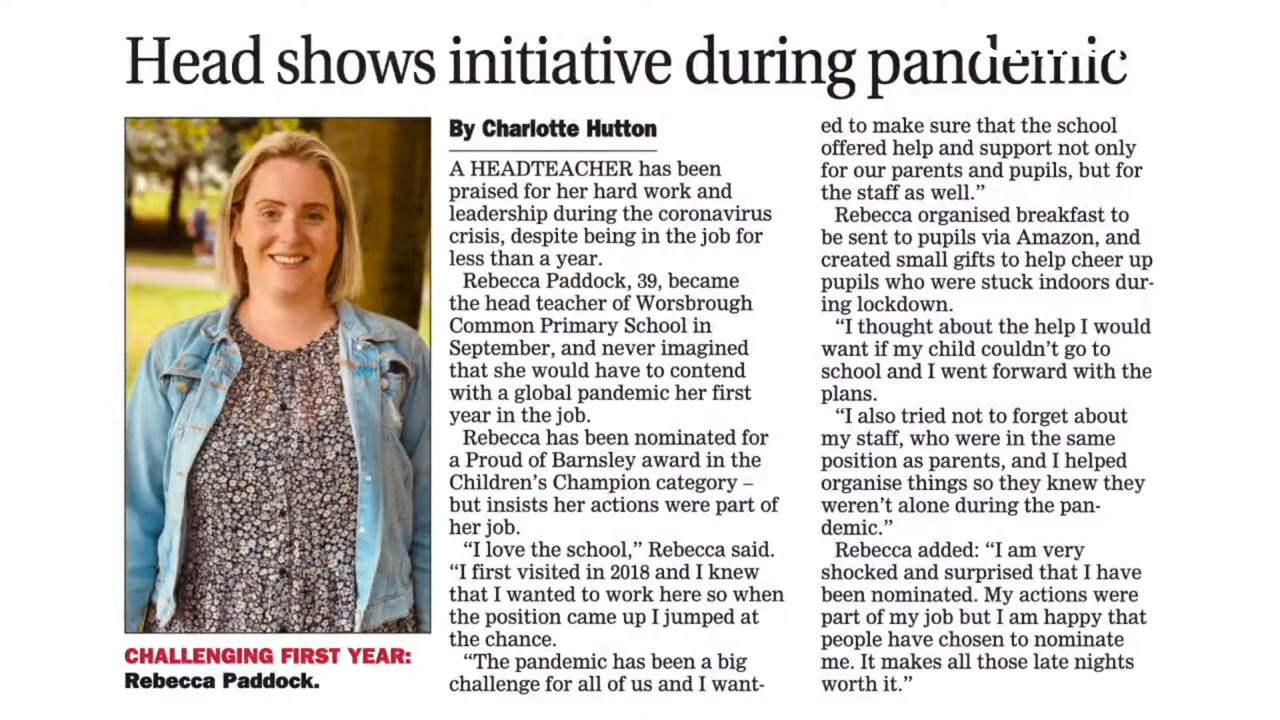 Head shows initiative during pandemic
By Charlotte Hutton
A HEADTEACHER has been
praised for her hard work and
leadership during the coronavirus
crisis, despite being in the job for
less than a year.
Rebecca Paddock, 39, became
the head teacher of Worsbrough
Common Primary School in
September, and never imagined
that she would have to contend
with a global pandemic her first
year in the job.
Rebecca has been nominated for
a Proud of Barnsley award in the
Children’s Champion category –
but insists her actions were part of
her job.
“I love the school,” Rebecca said.
“I first visited in 2018 and I knew
that I wanted to work here so when
the position came up I jumped at
the chance.
“The pandemic has been a big
challenge for all of us and I want-
ed to make sure that the school
offered help and support not only
for our parents and pupils, but for
the staff as well.”
Rebecca organised breakfast to
be sent to pupils via Amazon, and
created small gifts to help cheer up
pupils who were stuck indoors dur-
ing lockdown.
“I thought about the help I would
want if my child couldn’t go to
school and I went forward with the
plans.
“I also tried not to forget about
my staff, who were in the same
position as parents, and I helped
organise things so they knew they
weren’t alone during the pan-
demic.”
Rebecca added: “I am very
shocked and surprised that I have
been nominated. My actions were
part of my job but I am happy that
people have chosen to nominate
me. It makes all those late nights
worth it.”
CHALLENGING FIRST YEAR:
Rebecca Paddock.